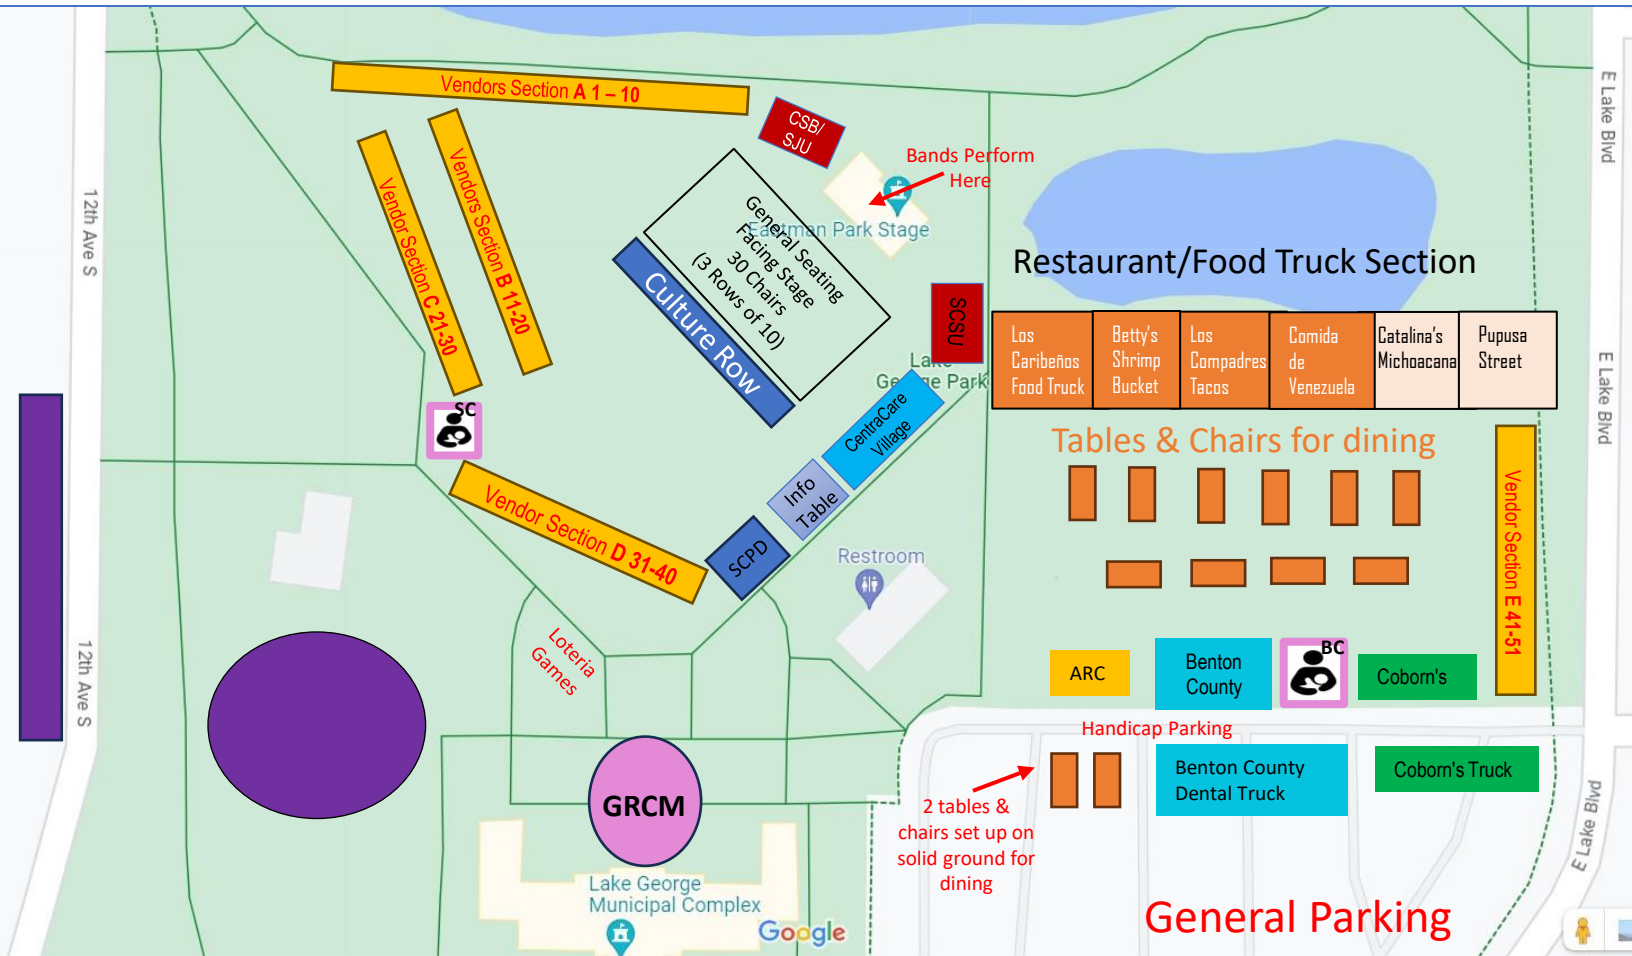 Vendors Section A 1 – 10
CSB/
SJU
Bands Perform
Here
Eastman Park Stage
General Seating
Facing Stage
30 Chairs
(3 Rows of 10)
Culture Row
Vendors Section B 11-20
Vendor Section C 21-30
SC
Vendor Section D 31-40
SCPD
Info
Table
CentraCare
Village
Lake
George Park
SCSU
Restaurant/Food Truck Section
Los
Caribeños
Food Truck
Betty's
Shrimp
Bucket
Los
Compadres
Tacos
Comida
de
Venezuela
Catalina's
Michoacana
Pupusa
Street
Tables & Chairs for dining
Vendor Section E 41-51
Restroom
Loteria
Games
ARC
Benton
County
BC
Coborn's
Handicap Parking
Benton County
Dental Truck
Coborn's Truck
2 tables &
chairs set up on
solid ground for
dining
GRCM
Lake George
Municipal Complex
Google
General Parking
12th Ave S
12th Ave S
E Lake Blvd
E Lake Blvd
E Lake Blvd